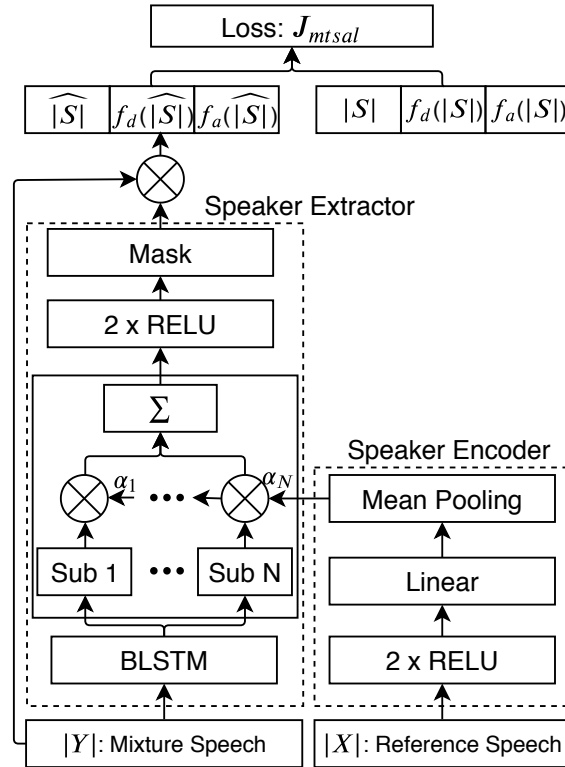 Loss: J_mtsal
|Ŝ| f_d(|Ŝ|) f_a(|Ŝ|)
|S| f_d(|S|) f_a(|S|)
Speaker Extractor
Mask
2 x RELU
Σ
α_1 ••• α_N
Sub 1 ••• Sub N
BLSTM
Speaker Encoder
Mean Pooling
Linear
2 x RELU
|Y|: Mixture Speech
|X|: Reference Speech